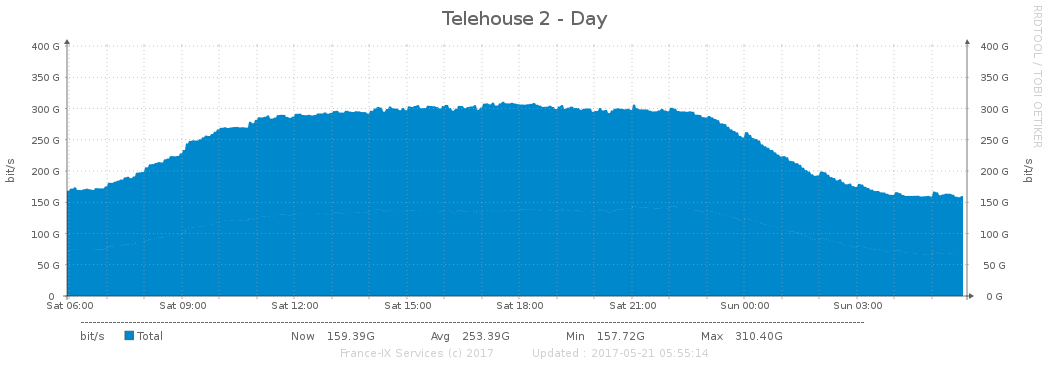 Telehouse 2 - Day
RRDTOOL / TOBI OETIKER
400 G 400 G
350 G 350 G
300 G 300 G
250 G 250 G
200 G 200 G
150 G 150 G
100 G 100 G
50 G 50 G
0 0 G
bit/s bit/s
Sat 06:00 Sat 09:00 Sat 12:00 Sat 15:00 Sat 18:00 Sat 21:00 Sun 00:00 Sun 03:00
bit/s Total Now 159.39G Avg 253.39G Min 157.72G Max 310.40G
France-IX Services (c) 2017 Updated : 2017-05-21 05:55:14